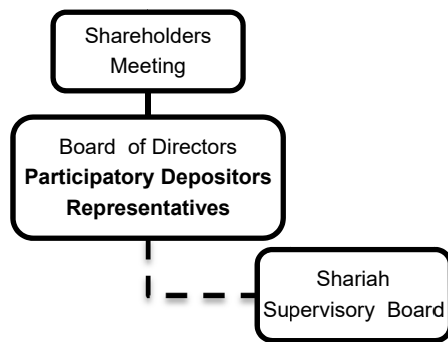 Shareholders
Meeting
Board of Directors
Participatory Depositors
Representatives
Shariah
Supervisory Board